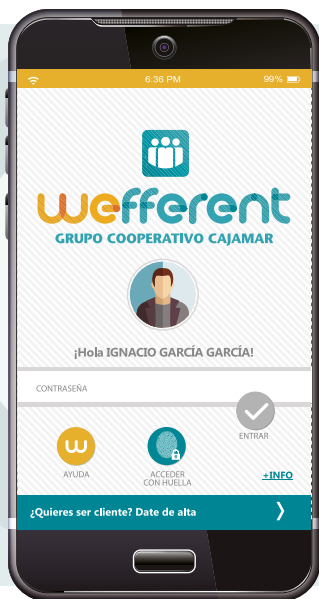 6:36 PM
99%
wefferent
GRUPO COOPERATIVO CAJAMAR
¡Hola IGNACIO GARCÍA GARCÍA!
CONTRASEÑA
ENTRAR
w
AYUDA
ACCEDER
CON HUELLA
+INFO
¿Quieres ser cliente? Date de alta